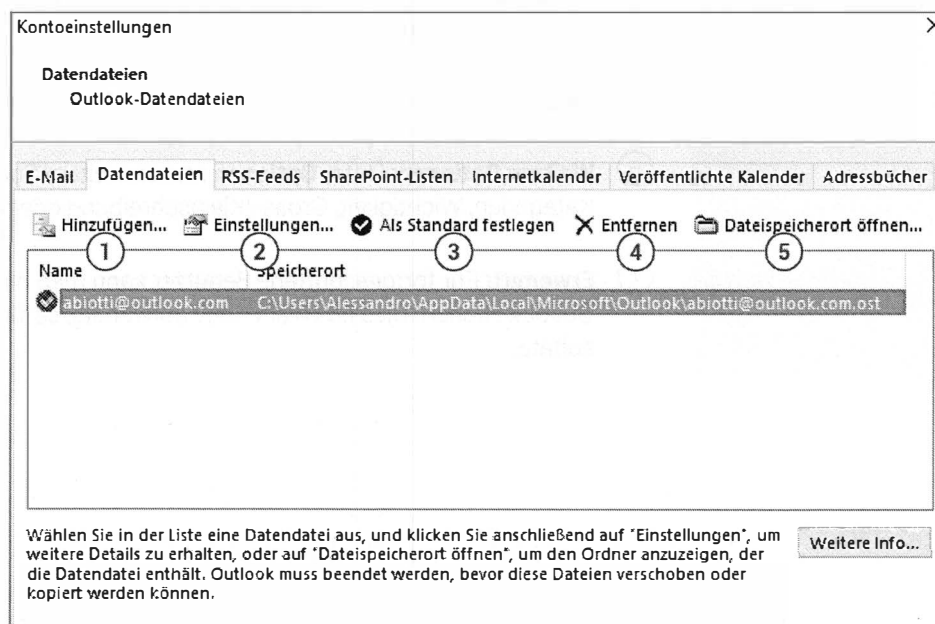 Kontoeinstellungen
Datendateien
Outlook-Datendateien
E-Mail Datendateien RSS-Feeds SharePoint-Listen Internetkalender Veröffentlichte Kalender Adressbücher
Hinzufügen... Einstellungen... Als Standard festlegen Entfernen Dateispeicherort öffnen...
1 2 3 4 5
Name Speicherort
abiotti@outlook.com C:\Users\Alessandro\AppData\Local\Microsoft\Outlook\abiotti@outlook.com.ost
Wählen Sie in der Liste eine Datendatei aus, und klicken Sie anschließend auf "Einstellungen", um
weitere Details zu erhalten, oder auf "Dateispeicherort öffnen", um den Ordner anzuzeigen, der
die Datendatei enthält. Outlook muss beendet werden, bevor diese Dateien verschoben oder
kopiert werden können.
Weitere Info...